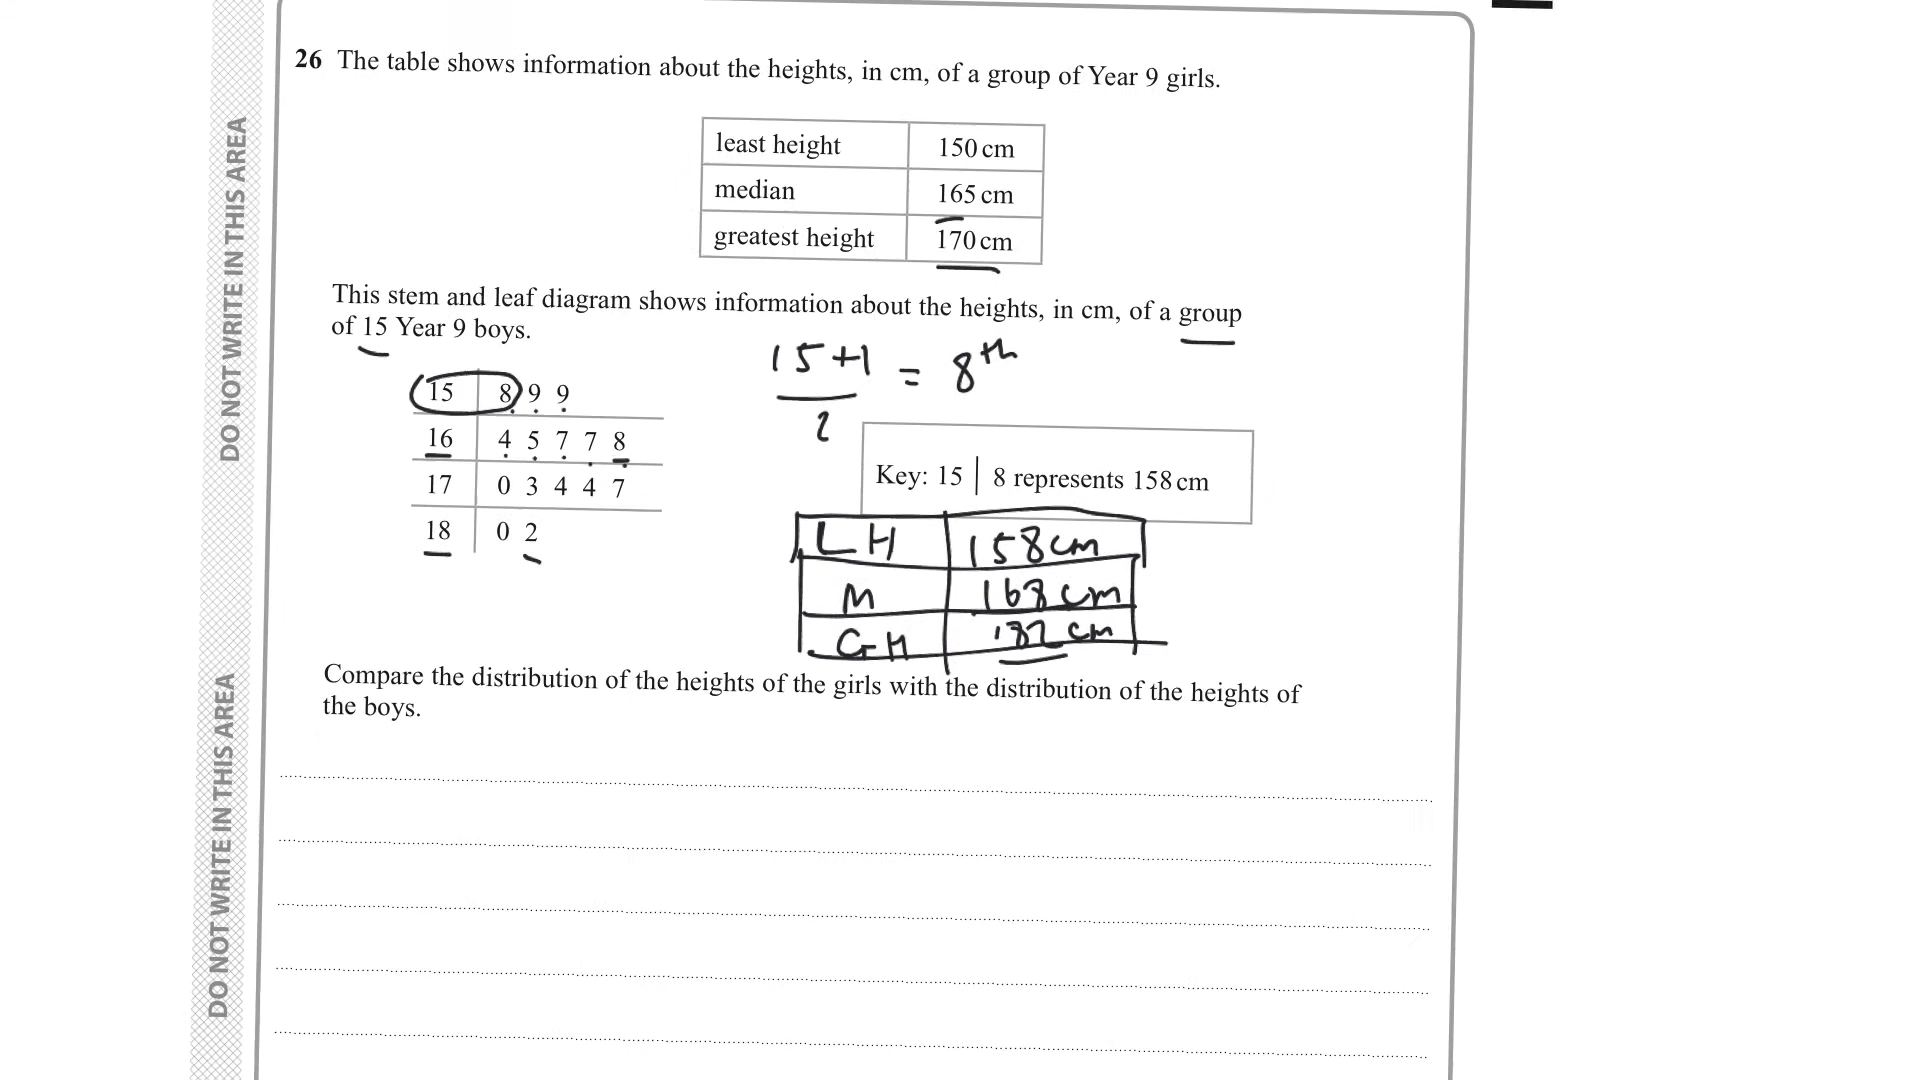 26 The table shows information about the heights, in cm, of a group of Year 9 girls.
least height 150 cm
median 165 cm
greatest height 170 cm
This stem and leaf diagram shows information about the heights, in cm, of a group
of 15 Year 9 boys.
15+1
2
= 8th
15 8 9 9
16 4 5 7 7 8
17 0 3 4 4 7
18 0 2
Key: 15 | 8 represents 158 cm
LH 158cm
M 168cm
GH 182 cm
Compare the distribution of the heights of the girls with the distribution of the heights of
the boys.
DO NOT WRITE IN THIS AREA
DO NOT WRITE IN THIS AREA